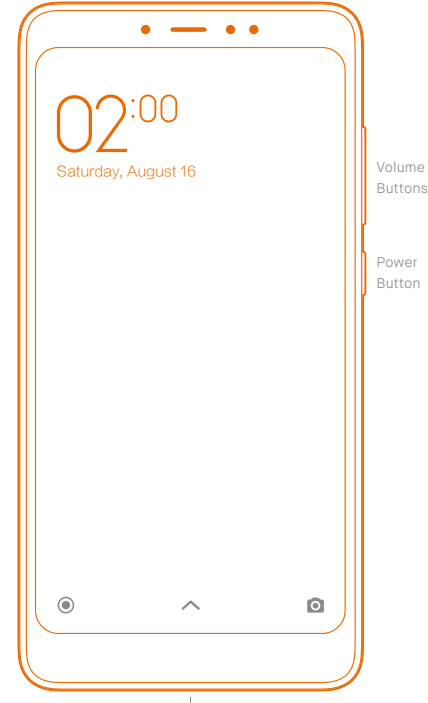 02:00
Saturday, August 16
Volume
Buttons
Power
Button